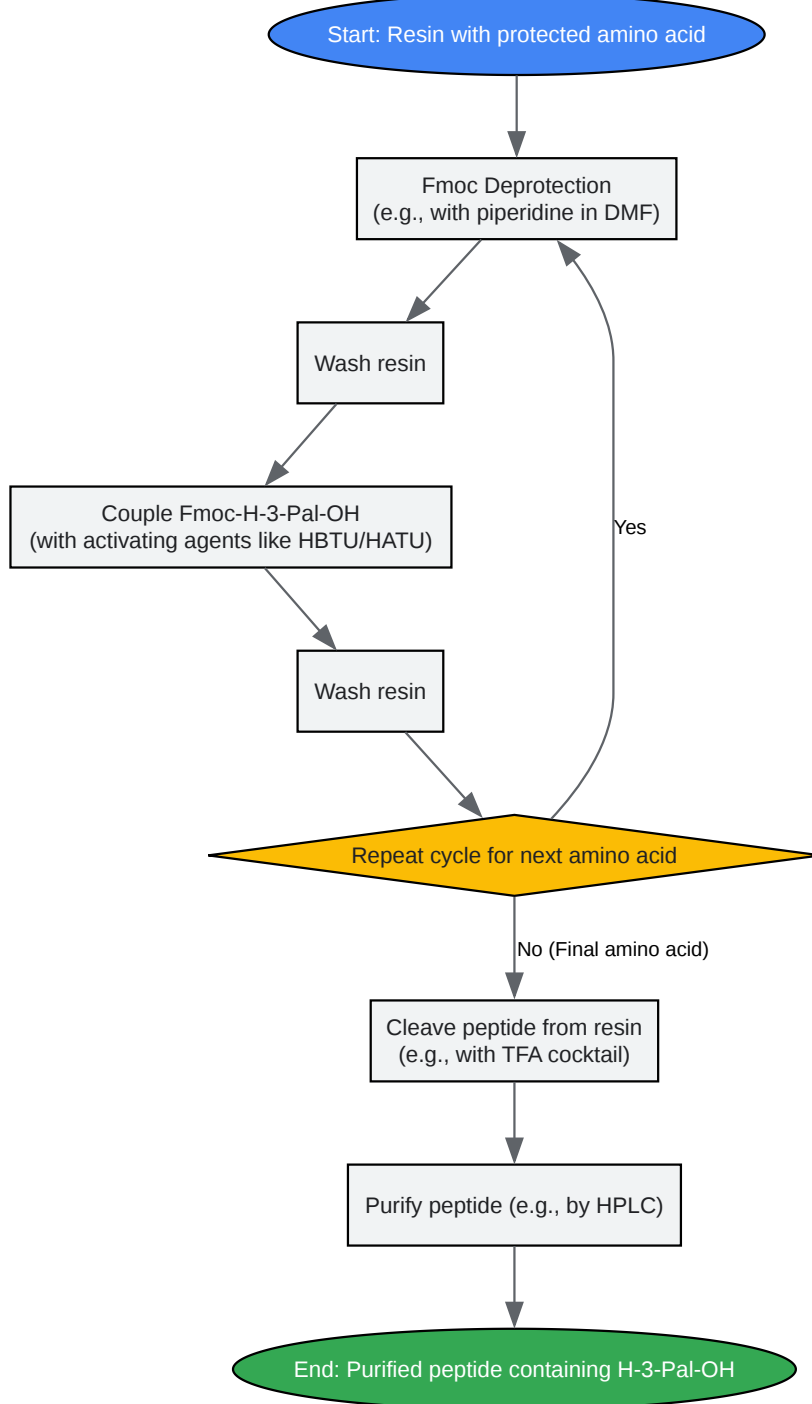 Start: Resin with protected amino acid
Fmoc Deprotection
(e.g., with piperidine in DMF)
Wash resin
Couple Fmoc-H-3-Pal-OH
(with activating agents like HBTU/HATU)
Yes
Wash resin
Repeat cycle for next amino acid
No (Final amino acid)
Cleave peptide from resin
(e.g., with TFA cocktail)
Purify peptide (e.g., by HPLC)
End: Purified peptide containing H-3-Pal-OH